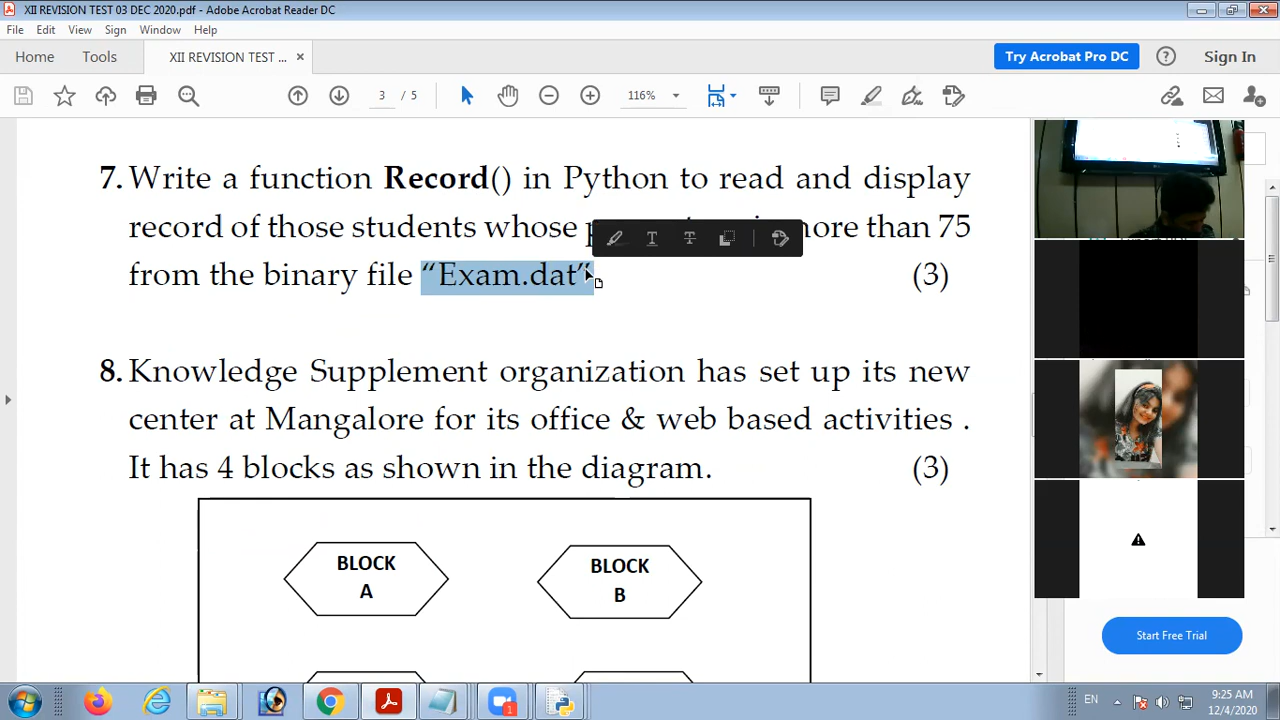 XII REVISION TEST 03 DEC 2020.pdf - Adobe Acrobat Reader DC
File Edit View Sign Window Help
Home Tools XII REVISION TEST ... × Try Acrobat Pro DC ? Sign In
3 / 5 116%
7. Write a function Record() in Python to read and display
record of those students whose more than 75
from the binary file “Exam.dat” (3)
8. Knowledge Supplement organization has set up its new
center at Mangalore for its office & web based activities .
It has 4 blocks as shown in the diagram. (3)
BLOCK
A
BLOCK
B
Start Free Trial
EN 9:25 AM
12/4/2020